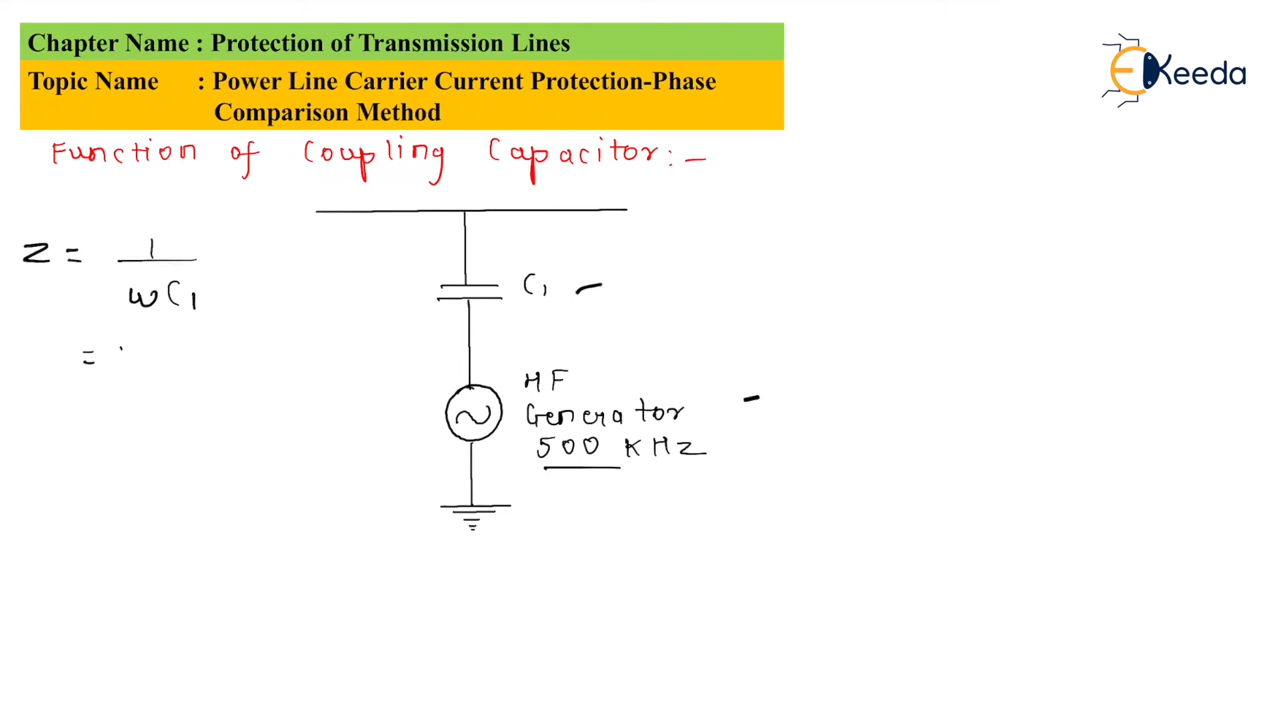 Chapter Name : Protection of Transmission Lines
Topic Name : Power Line Carrier Current Protection-Phase
Comparison Method
EKeeda
Function of Coupling Capacitor:-
Z = 1
ωC1
=
C1
HF
Generator
500 KHz